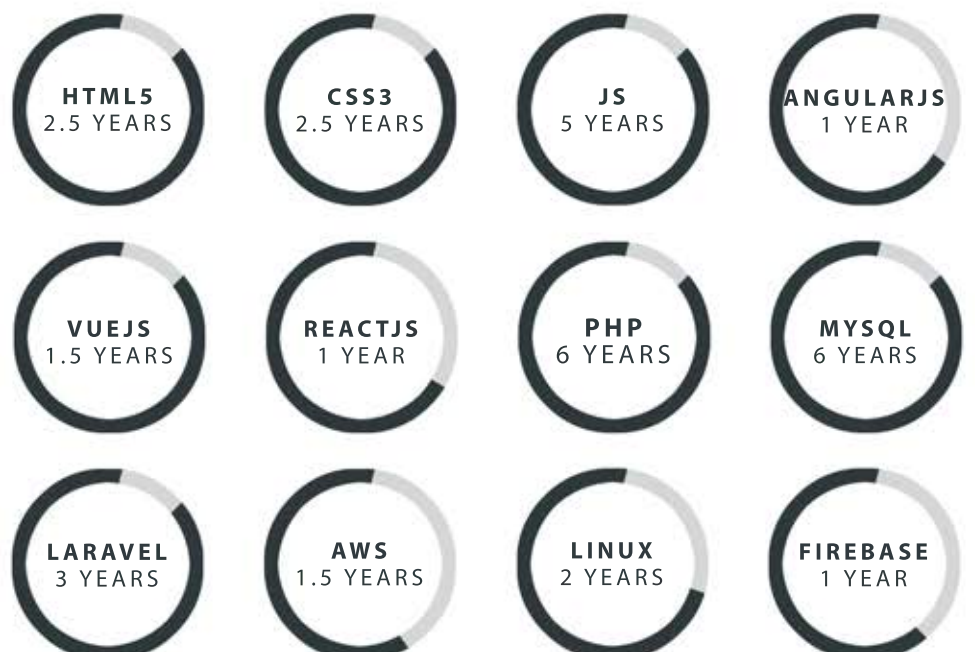 HTML5
2.5 YEARS
CSS3
2.5 YEARS
JS
5 YEARS
ANGULARJS
1 YEAR
VUEJS
1.5 YEARS
REACTJS
1 YEAR
PHP
6 YEARS
MYSQL
6 YEARS
LARAVEL
3 YEARS
AWS
1.5 YEARS
LINUX
2 YEARS
FIREBASE
1 YEAR